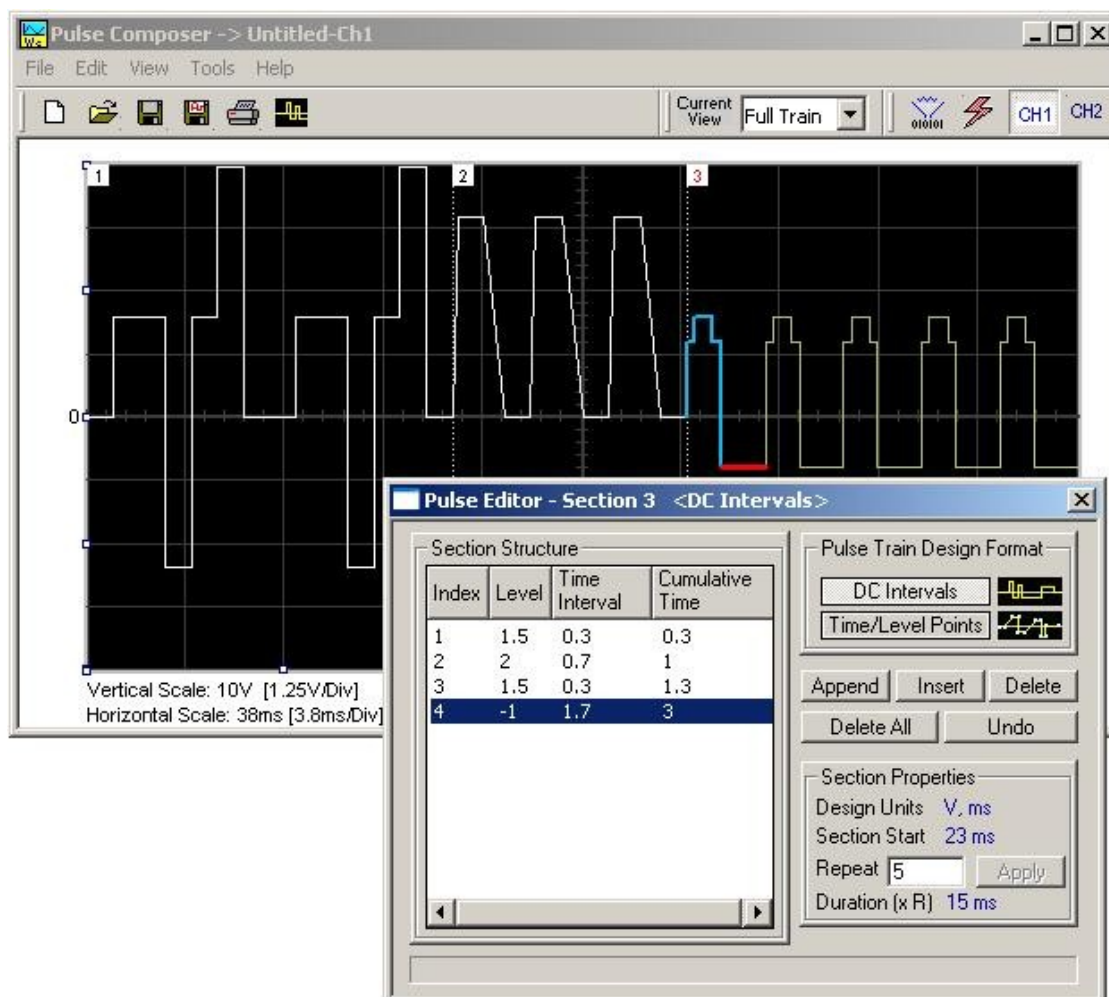 Pulse Composer -> Untitled-Ch1
File Edit View Tools Help
Current View Full Train 010101 CH1 CH2
1 2 3
0
Vertical Scale: 10V [1.25V/Div]
Horizontal Scale: 38ms [3.8ms/Div]
Pulse Editor - Section 3 <DC Intervals>
Section Structure
Index Level Time Interval Cumulative Time
1 1.5 0.3 0.3
2 2 0.7 1
3 1.5 0.3 1.3
4 -1 1.7 3
Pulse Train Design Format
DC Intervals
Time/Level Points
Append Insert Delete
Delete All Undo
Section Properties
Design Units V, ms
Section Start 23 ms
Repeat 5 Apply
Duration (x R) 15 ms